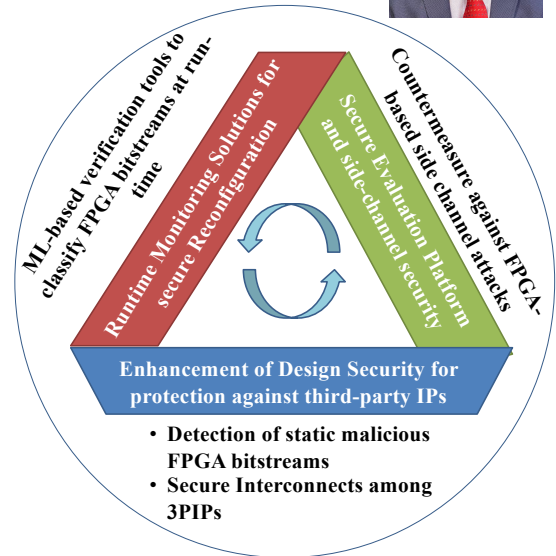 ML-based verification tools to
classify FPGA bitstreams at run-
time
Runtime Monitoring Solutions for
secure Reconfiguration
Secure Evaluation Platform
and side-channel security
Countermeasure against FPGA-
based side channel attacks
Enhancement of Design Security for
protection against third-party IPs
• Detection of static malicious
FPGA bitstreams
• Secure Interconnects among
3PIPs